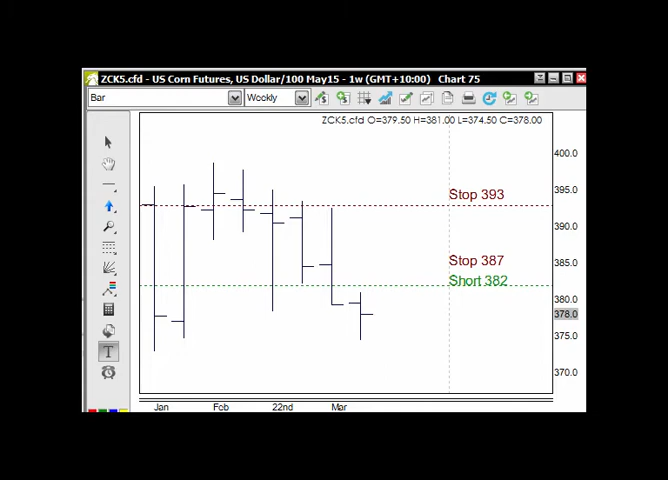 ZCK5.cfd - US Corn Futures, US Dollar/100 May15 - 1w (GMT+10:00) Chart 75
Bar Weekly
ZCK5.cfd O=379.50 H=381.00 L=374.50 C=378.00
400.0
Stop 393 395.0
390.0
Stop 387 385.0
Short 382
380.0
378.0
375.0
370.0
Jan Feb 22nd Mar